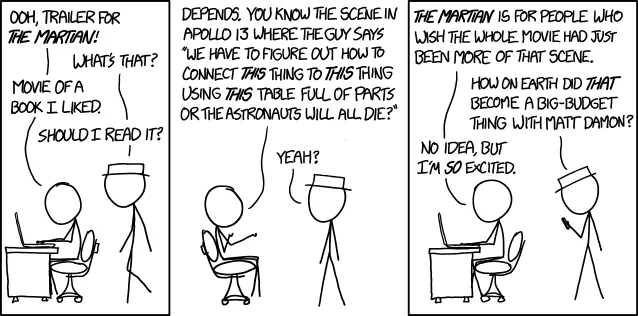 OOH, TRAILER FOR
THE MARTIAN!
WHAT'S THAT?
MOVIE OF A
BOOK I LIKED.
SHOULD I READ IT?
DEPENDS. YOU KNOW THE SCENE IN
APOLLO 13 WHERE THE GUY SAYS
"WE HAVE TO FIGURE OUT HOW TO
CONNECT THIS THING TO THIS THING
USING THIS TABLE FULL OF PARTS
OR THE ASTRONAUTS WILL ALL DIE?"
YEAH?
THE MARTIAN IS FOR PEOPLE WHO
WISH THE WHOLE MOVIE HAD JUST
BEEN MORE OF THAT SCENE.
HOW ON EARTH DID THAT
BECOME A BIG-BUDGET
THING WITH MATT DAMON?
NO IDEA, BUT
I'M SO EXCITED.